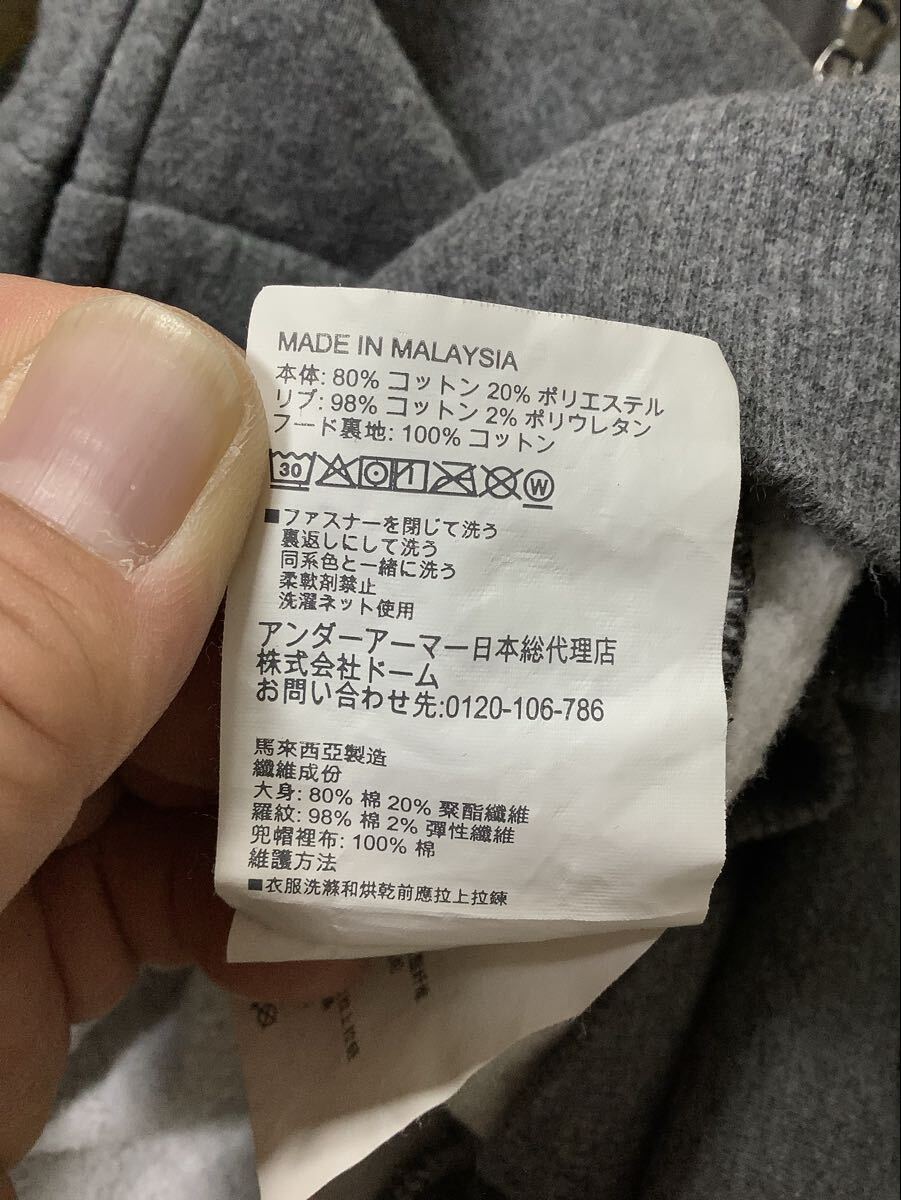 MADE IN MALAYSIA
本体: 80% コットン 20% ポリエステル
リブ: 98% コットン 2% ポリウレタン
フード裏地: 100% コットン
30 W
■ファスナーを閉じて洗う
裏返しにして洗う
同系色と一緒に洗う
柔軟剤禁止
洗濯ネット使用
アンダーアーマー日本総代理店
株式会社ドーム
お問い合わせ先:0120-106-786
馬來西亞製造
纖維成份
大身: 80% 棉 20% 聚酯纖維
羅紋: 98% 棉 2% 彈性纖維
兜帽裡布: 100% 棉
維護方法
■衣服洗滌和烘乾前應拉上拉鍊